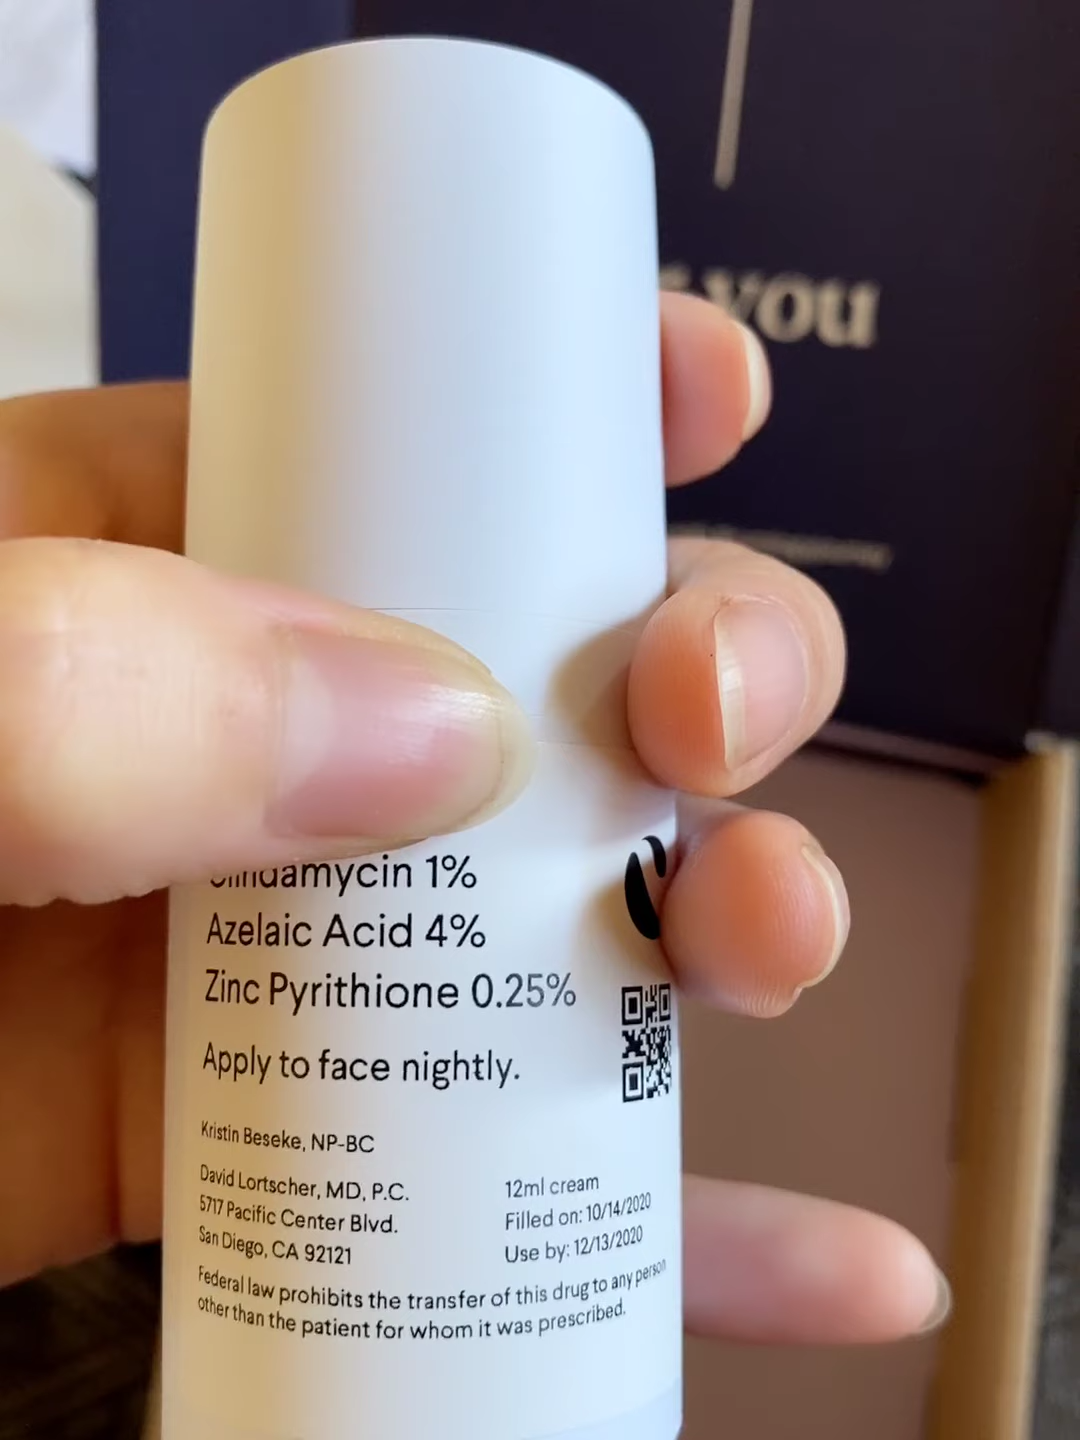 you
Clindamycin 1%
Azelaic Acid 4%
Zinc Pyrithione 0.25%
Apply to face nightly.
Kristin Beseke, NP-BC
David Lortscher, MD, P.C.
5717 Pacific Center Blvd.
San Diego, CA 92121
12ml cream
Filled on: 10/14/2020
Use by: 12/13/2020
Federal law prohibits the transfer of this drug to any person
other than the patient for whom it was prescribed.